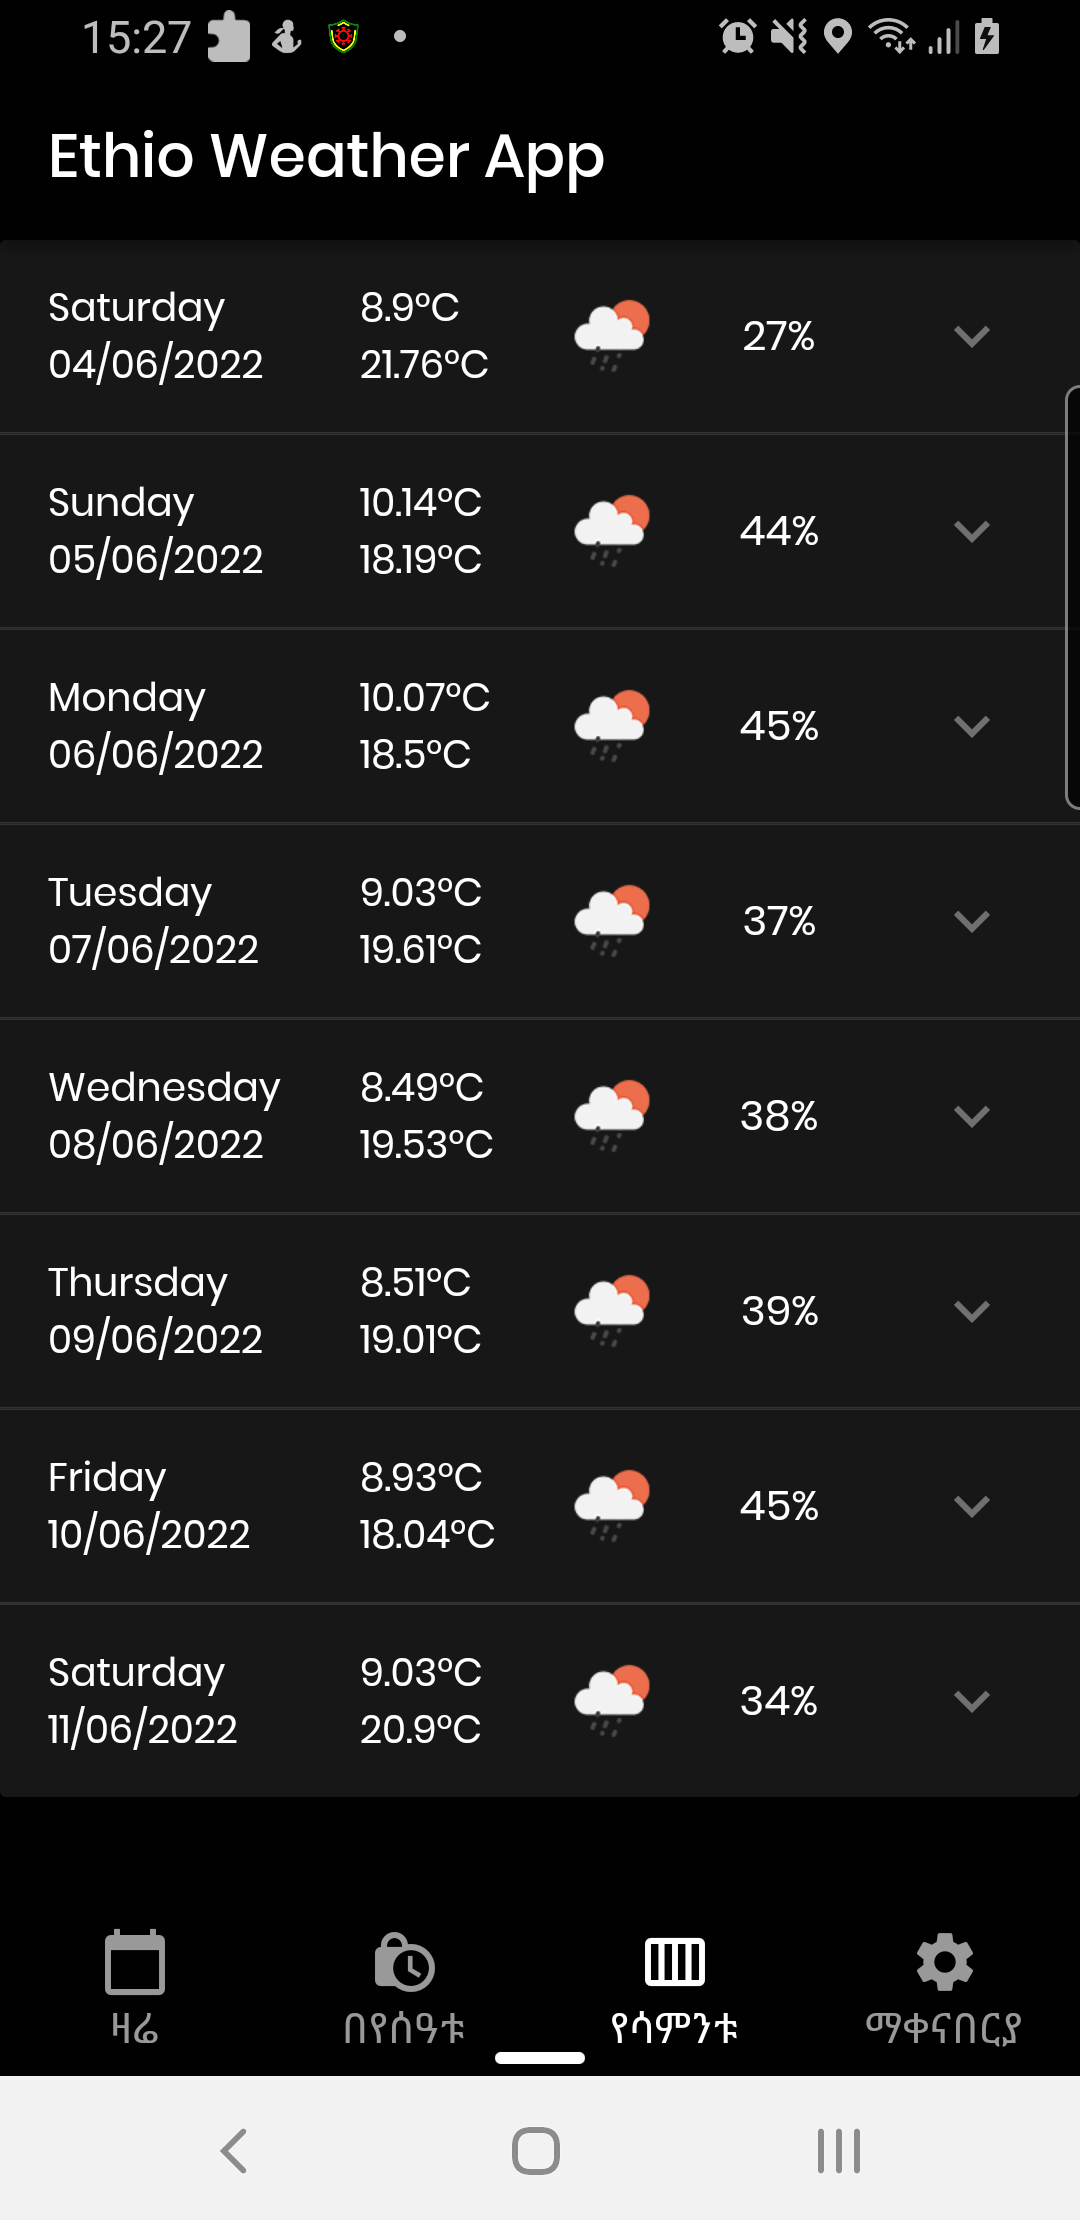 15:27
Ethio Weather App
Saturday 8.9°C
04/06/2022 21.76°C 27%
Sunday 10.14°C
05/06/2022 18.19°C 44%
Monday 10.07°C
06/06/2022 18.5°C 45%
Tuesday 9.03°C
07/06/2022 19.61°C 37%
Wednesday 8.49°C
08/06/2022 19.53°C 38%
Thursday 8.51°C
09/06/2022 19.01°C 39%
Friday 8.93°C
10/06/2022 18.04°C 45%
Saturday 9.03°C
11/06/2022 20.9°C 34%
ዛሬ በየሰዓቱ የሳምንቱ ማቀናበርያ